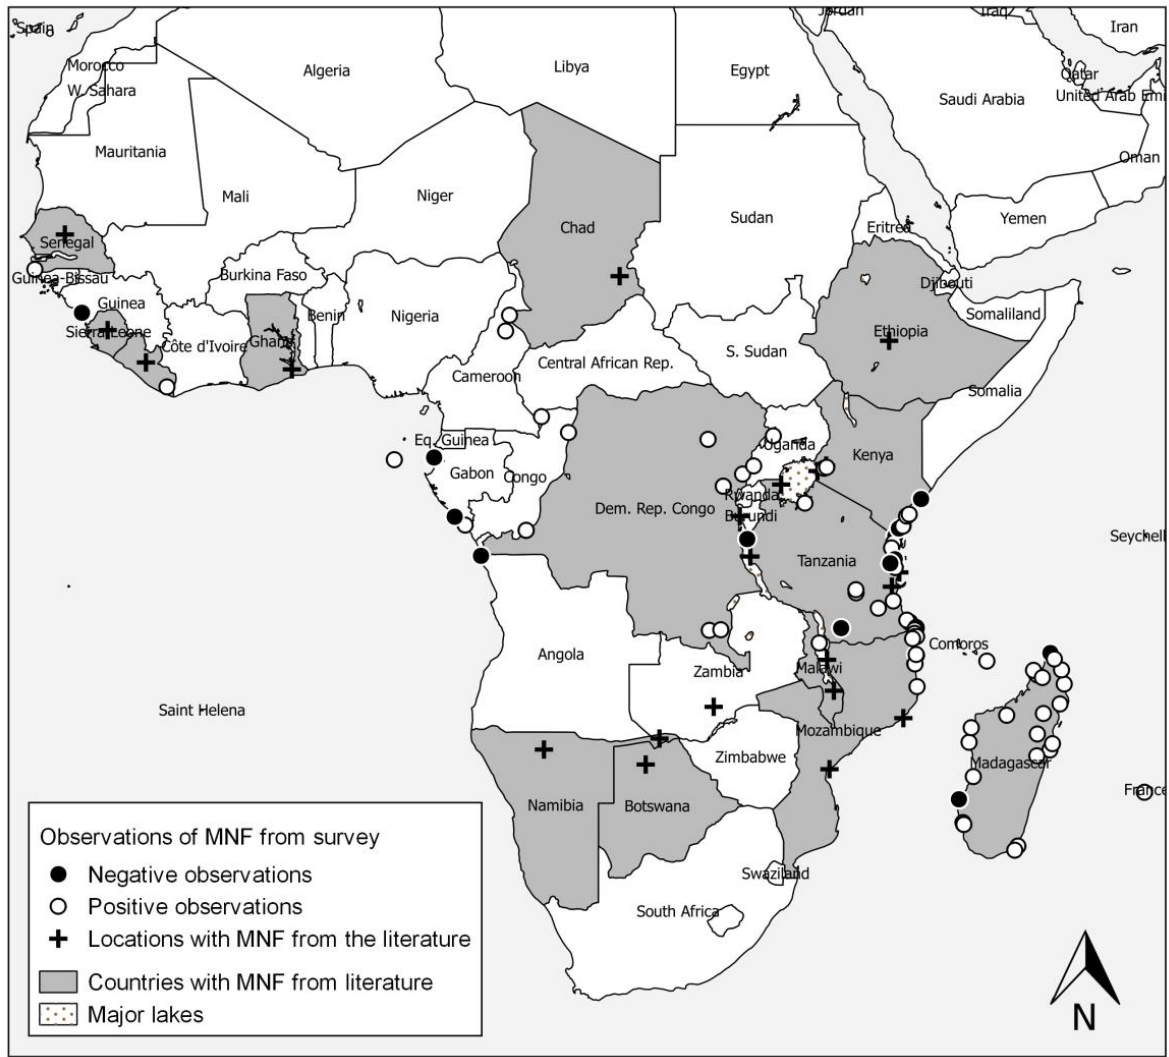 Spain
Jordan
Iraq
Iran
Morocco
Algeria
Libya
Egypt
Qatar
W. Sahara
Saudi Arabia
United Arab Emi
Mauritania
Oman
Mali
Niger
Chad
Sudan
Yemen
Senegal
Eritrea
Guinea-Bissau
Burkina Faso
Djibouti
Guinea
Benin
Nigeria
Somaliland
Sierra Leone
Côte d'Ivoire
Ghana
Ethiopia
S. Sudan
Central African Rep.
Cameroon
Somalia
Eq. Guinea
Uganda
Gabon
Congo
Kenya
Rwanda
Dem. Rep. Congo
Burundi
Seychell
Tanzania
Angola
Comoros
Zambia
Malawi
Saint Helena
Mozambique
Zimbabwe
Madagascar
France
Namibia
Botswana
Swaziland
South Africa
Observations of MNF from survey
Negative observations
Positive observations
Locations with MNF from the literature
Countries with MNF from literature
Major lakes
N